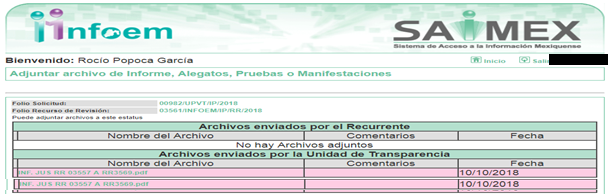 infoem
SAIMEX
Sistema de Acceso a la Información Mexiquense
Bienvenido: Rocío Popoca García
Inicio
Adjuntar archivo de Informe, Alegatos, Pruebas o Manifestaciones
Folio Solicitud: 00982/UPVT/IP/2018
Folio Recurso de Revisión: 03561/INFOEM/IP/RR/2018
Puede adjuntar archivos a este estatus
Archivos enviados por el Recurrente
Nombre del Archivo Comentarios Fecha
No hay Archivos adjuntos
Archivos enviados por la Unidad de Transparencia
Nombre del Archivo Comentarios Fecha
INF. JUS RR 03557 A RR3569.pdf 10/10/2018
INF. JUS RR 03557 A RR3569.pdf 10/10/2018